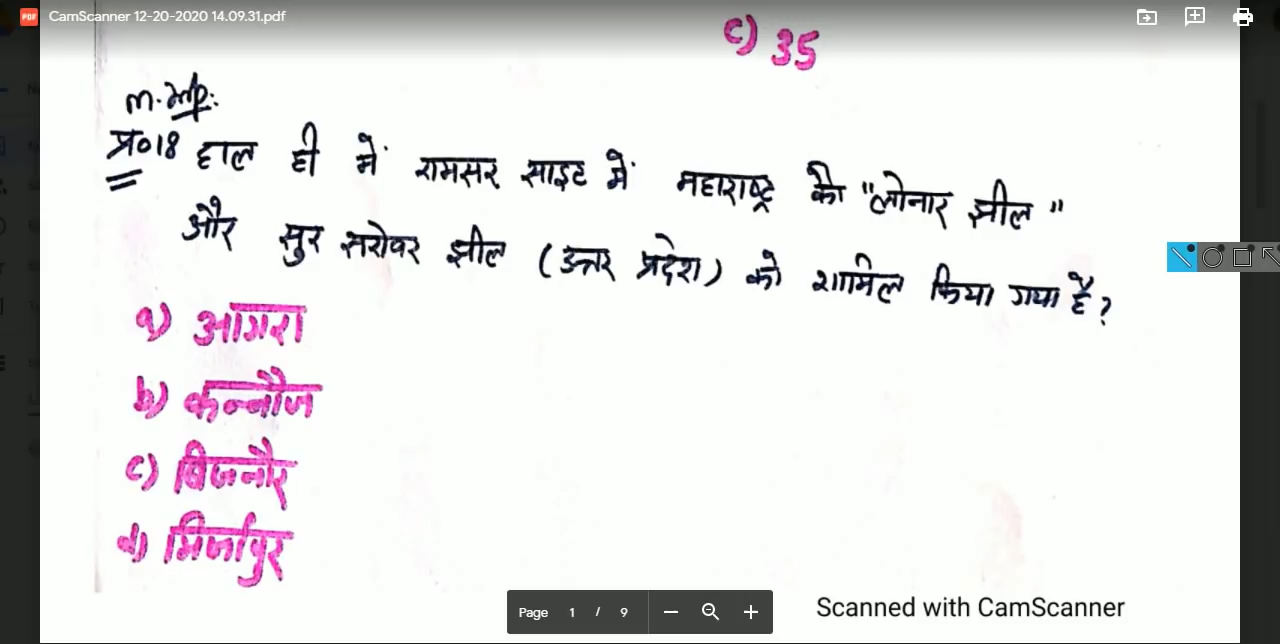 CamScanner 12-20-2020 14.09.31.pdf
c) 35
m. Imp.
प्र०18 हाल ही में रामसर साइट में महाराष्ट्र की "लोनार झील"
और सुर सरोवर झील (उत्तर प्रदेश) को शामिल किया गया है?
a) आगरा
b) कन्नौज
c) बिजनौर
d) मिर्जापुर
Page 1 / 9
Scanned with CamScanner